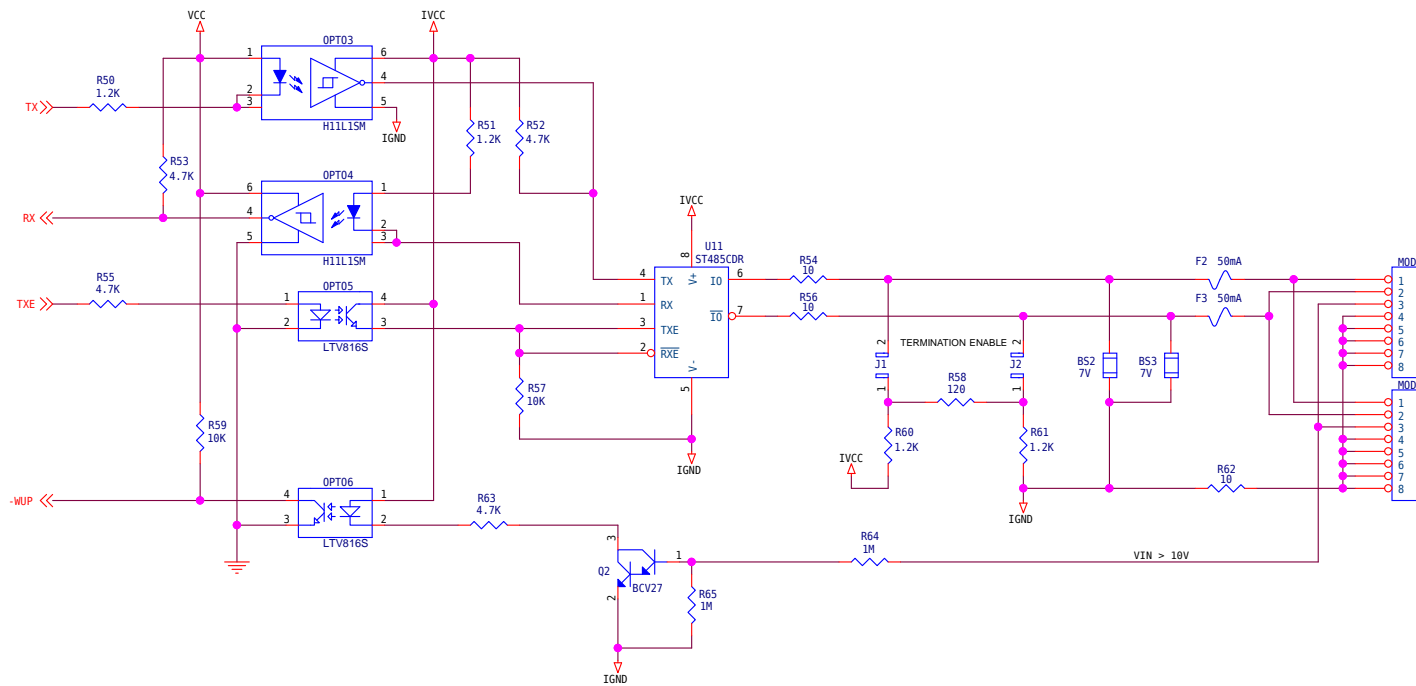 VCC
IVCC
OPTO3
1
2
3
6
4
5
H11L1SM
IGND
R50
1.2K
TX
R51
1.2K
R52
4.7K
R53
4.7K
OPTO4
6
4
5
1
2
3
H11L1SM
RX
R55
4.7K
TXE
OPTO5
1
2
4
3
LTV816S
IVCC
U11
ST485CDR
8
V+
4
TX
1
RX
3
TXE
2
RXE
IO
6
IO
7
V-
5
IGND
R54
10
R56
10
F2 50mA
F3 50mA
MOD
1
2
3
4
5
6
7
8
MOD
1
2
3
4
5
6
7
8
TERMINATION ENABLE
2
J1
1
2
J2
1
R58
120
BS2
7V
BS3
7V
R57
10K
R59
10K
R60
1.2K
R61
1.2K
IVCC
IGND
R62
10
-WUP
OPTO6
4
3
1
2
LTV816S
R63
4.7K
3
Q2
2
1
BCV27
R64
1M
VIN > 10V
R65
1M
IGND